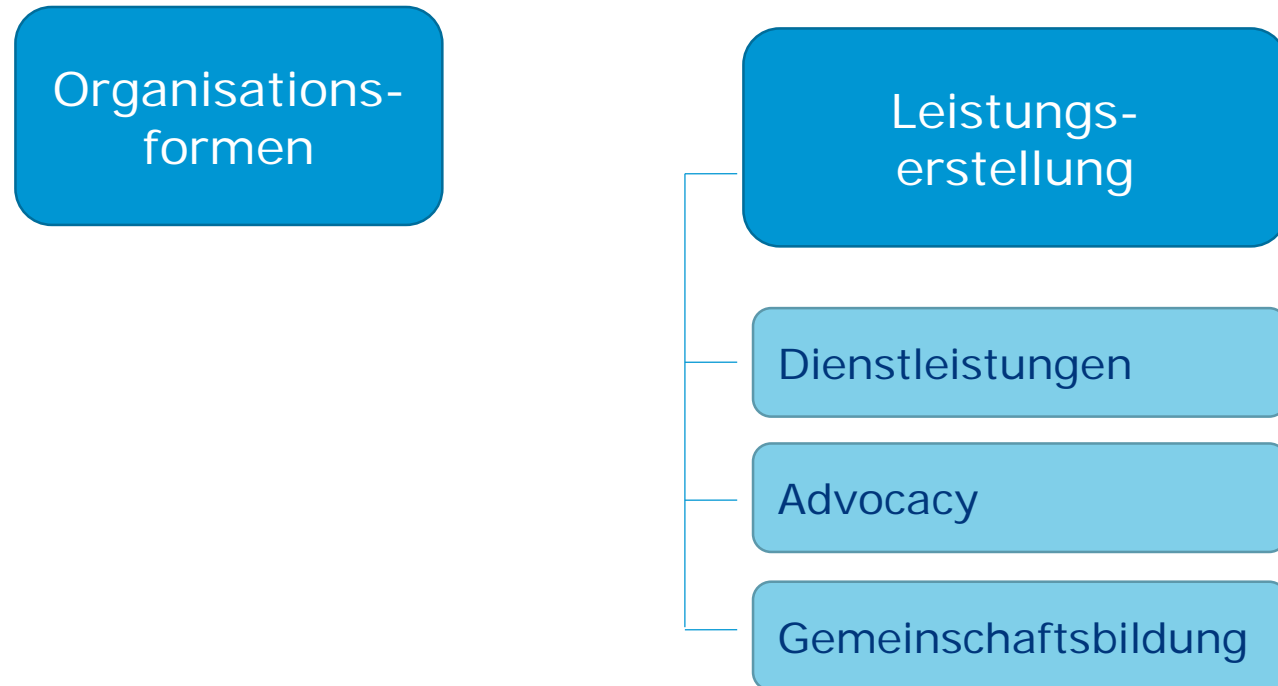 Organisations-
formen
Leistungs-
erstellung
Dienstleistungen
Advocacy
Gemeinschaftsbildung